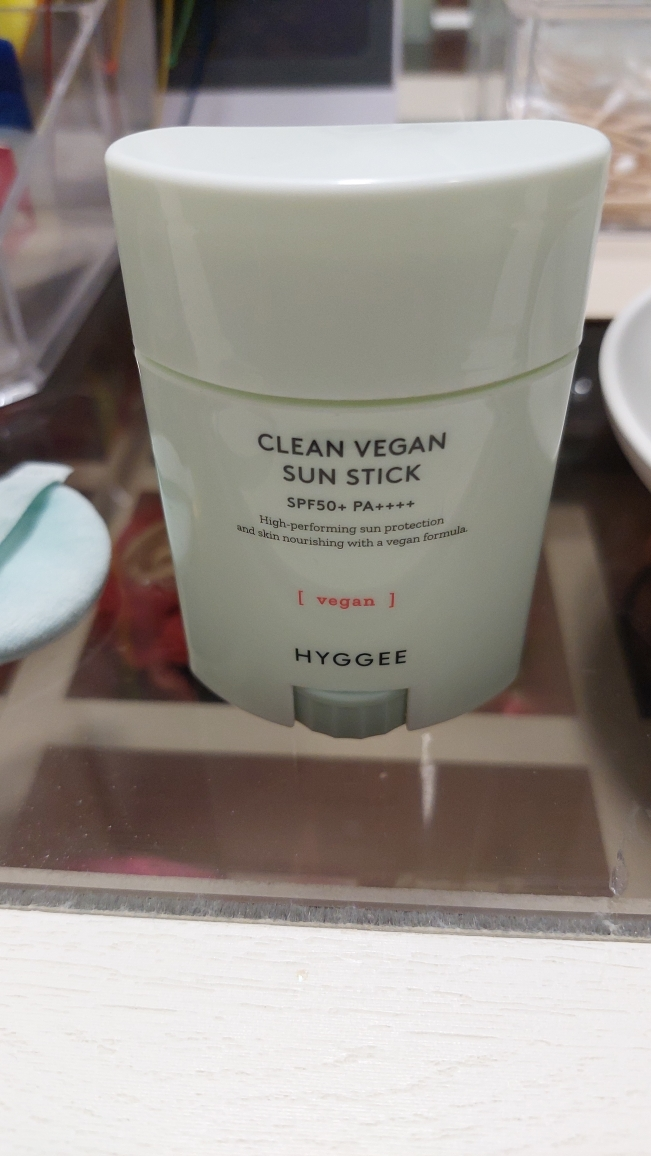 CLEAN VEGAN
SUN STICK
SPF50+ PA++++
High-performing sun protection
and skin nourishing with a vegan formula.
[ vegan ]
HYGGEE